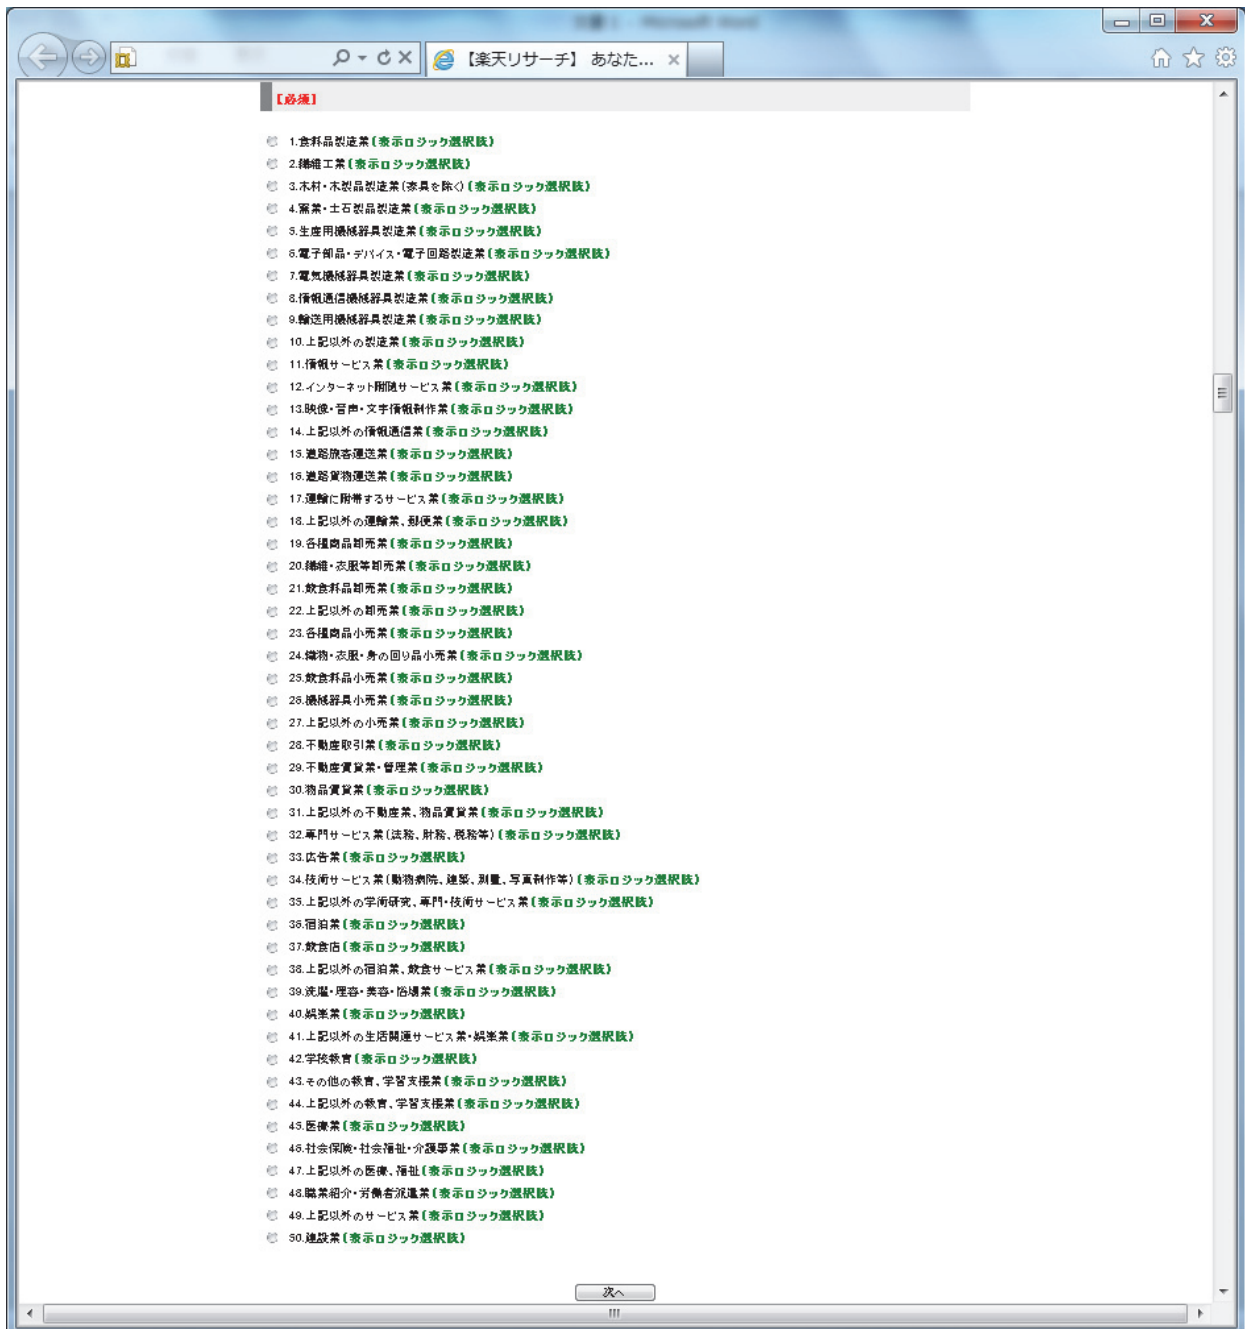 【楽天リサーチ】 あなた...
【必須】
1.食料品製造業【表示ロジック選択肢】
2.繊維工業【表示ロジック選択肢】
3.木材・木製品製造業(家具を除く)【表示ロジック選択肢】
4.窯業・土石製品製造業【表示ロジック選択肢】
5.生産用機械器具製造業【表示ロジック選択肢】
6.電子部品・デバイス・電子回路製造業【表示ロジック選択肢】
7.電気機械器具製造業【表示ロジック選択肢】
8.情報通信機械器具製造業【表示ロジック選択肢】
9.輸送用機械器具製造業【表示ロジック選択肢】
10.上記以外の製造業【表示ロジック選択肢】
11.情報サービス業【表示ロジック選択肢】
12.インターネット附随サービス業【表示ロジック選択肢】
13.映像・音声・文字情報制作業【表示ロジック選択肢】
14.上記以外の情報通信業【表示ロジック選択肢】
15.道路旅客運送業【表示ロジック選択肢】
16.道路貨物運送業【表示ロジック選択肢】
17.運輸に附帯するサービス業【表示ロジック選択肢】
18.上記以外の運輸業、郵便業【表示ロジック選択肢】
19.各種商品卸売業【表示ロジック選択肢】
20.繊維・衣服等卸売業【表示ロジック選択肢】
21.飲食料品卸売業【表示ロジック選択肢】
22.上記以外の卸売業【表示ロジック選択肢】
23.各種商品小売業【表示ロジック選択肢】
24.織物・衣服・身の回り品小売業【表示ロジック選択肢】
25.飲食料品小売業【表示ロジック選択肢】
26.機械器具小売業【表示ロジック選択肢】
27.上記以外の小売業【表示ロジック選択肢】
28.不動産取引業【表示ロジック選択肢】
29.不動産賃貸業・管理業【表示ロジック選択肢】
30.物品賃貸業【表示ロジック選択肢】
31.上記以外の不動産業、物品賃貸業【表示ロジック選択肢】
32.専門サービス業(法務、財務、税務等)【表示ロジック選択肢】
33.広告業【表示ロジック選択肢】
34.技術サービス業(動物病院、建築、測量、写真制作等)【表示ロジック選択肢】
35.上記以外の学術研究、専門・技術サービス業【表示ロジック選択肢】
36.宿泊業【表示ロジック選択肢】
37.飲食店【表示ロジック選択肢】
38.上記以外の宿泊業、飲食サービス業【表示ロジック選択肢】
39.洗濯・理容・美容・浴場業【表示ロジック選択肢】
40.娯楽業【表示ロジック選択肢】
41.上記以外の生活関連サービス業・娯楽業【表示ロジック選択肢】
42.学校教育【表示ロジック選択肢】
43.その他の教育、学習支援業【表示ロジック選択肢】
44.上記以外の教育、学習支援業【表示ロジック選択肢】
45.医療業【表示ロジック選択肢】
46.社会保険・社会福祉・介護事業【表示ロジック選択肢】
47.上記以外の医療、福祉【表示ロジック選択肢】
48.職業紹介・労働者派遣業【表示ロジック選択肢】
49.上記以外のサービス業【表示ロジック選択肢】
50.建設業【表示ロジック選択肢】
次へ